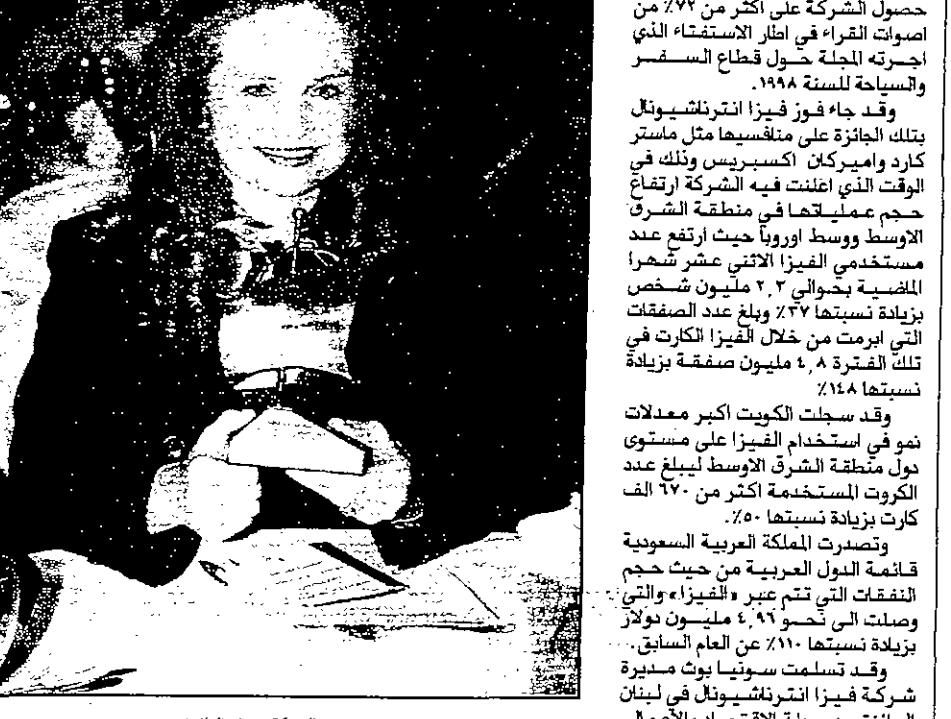 حصول الشركة على اكثر من ٧٢٪ من
اصوات القراء في اطار الاستفتاء الذي
اجرته المجلة حول قطاع السفر
والسياحة للسنة ١٩٩٨.
وقد جاء فوز فيزا انترناشيونال
بتلك الجائزة على منافسيها مثل ماستر
كارد واميركان اكسبريس وذلك في
الوقت الذي اعلنت فيه الشركة ارتفاع
حجم عملياتها في منطقة الشرق
الاوسط ووسط اوروبا حيث ارتفع عدد
مستخدمي الفيزا الاثني عشر شهرا
الماضية بحوالي ٢,٣ مليون شخص
بزيادة نسبتها ٣٧٪ وبلغ عدد الصفقات
التي ابرمت من خلال الفيزا الكارت في
تلك الفترة ٤,٨ مليون صفقة بزيادة
نسبتها ١٤٨٪
وقد سجلت الكويت اكبر معدلات
نمو في استخدام الفيزا على مستوى
دول منطقة الشرق الاوسط ليبلغ عدد
الكروت المستخدمة اكثر من ٦٧٠ الف
كارت بزيادة نسبتها ٥٠٪.
وتصدرت المملكة العربية السعودية
قائمة الدول العربية من حيث حجم
النفقات التي تتم عبر «الفيزا» والتي
وصلت الى نحو ٤,٩٦ مليون دولار
بزيادة نسبتها ١١٠٪ عن العام السابق.
وقد تسلمت سونيا بوث مديرة
شركة فيزا انترناشيونال في لبنان